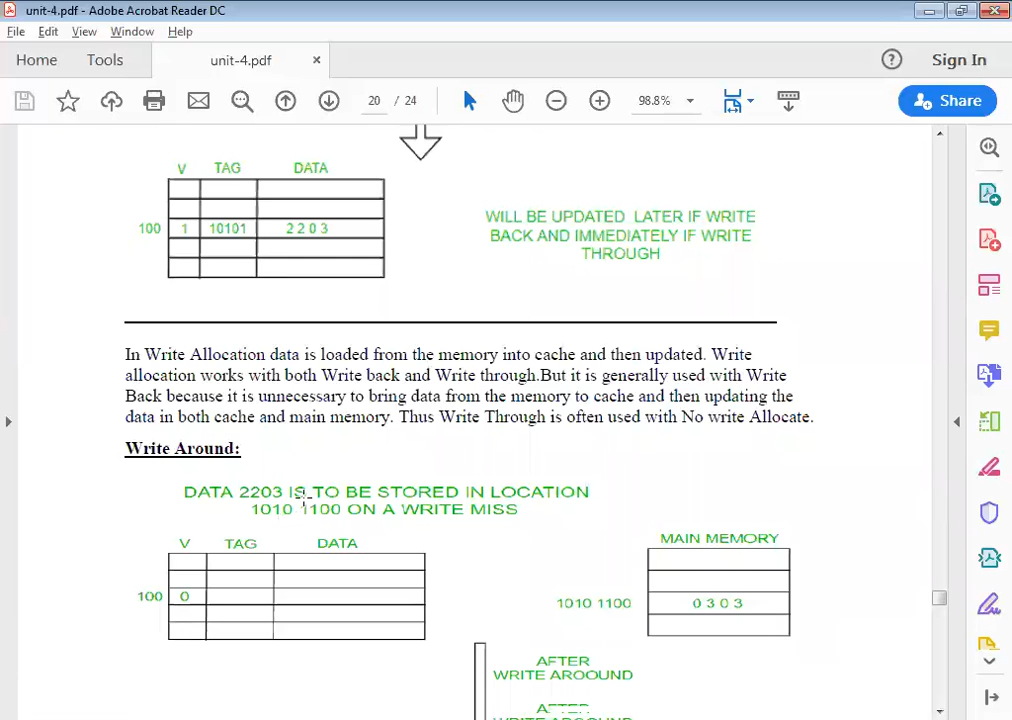 unit-4.pdf - Adobe Acrobat Reader DC
File Edit View Window Help
Home Tools unit-4.pdf × Sign In
20 / 24 98.8% Share
V TAG DATA
100 1 10101 2 2 0 3
WILL BE UPDATED LATER IF WRITE
BACK AND IMMEDIATELY IF WRITE
THROUGH
In Write Allocation data is loaded from the memory into cache and then updated. Write
allocation works with both Write back and Write through.But it is generally used with Write
Back because it is unnecessary to bring data from the memory to cache and then updating the
data in both cache and main memory. Thus Write Through is often used with No write Allocate.
Write Around:
DATA 2203 IS TO BE STORED IN LOCATION
1010 1100 ON A WRITE MISS
V TAG DATA
100 0
MAIN MEMORY
1010 1100 0 3 0 3
AFTER
WRITE AROOUND
AFTER
WRITE AROOUND